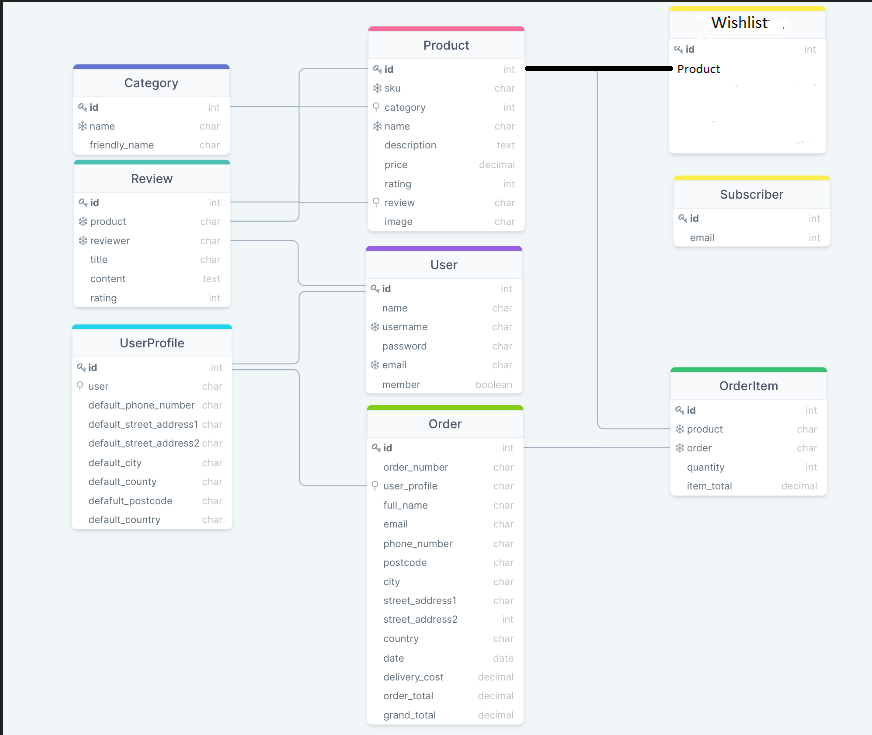 Category
id int
name char
friendly_name char
Review
id int
product char
reviewer char
title char
content text
rating int
UserProfile
id int
user char
default_phone_number char
default_street_address1 char
default_street_address2 char
default_city char
default_county char
defafult_postcode char
default_country char
Product
id int
sku char
category int
name char
description text
price decimal
rating int
review char
image char
User
id int
name char
username char
password char
email char
member boolean
Order
id int
order_number char
user_profile char
full_name char
email char
phone_number char
postcode char
city char
street_address1 char
street_address2 int
country char
date date
delivery_cost decimal
order_total decimal
grand_total decimal
Wishlist
id int
Product
Subscriber
id int
email int
OrderItem
id int
product char
order char
quantity int
item_total decimal